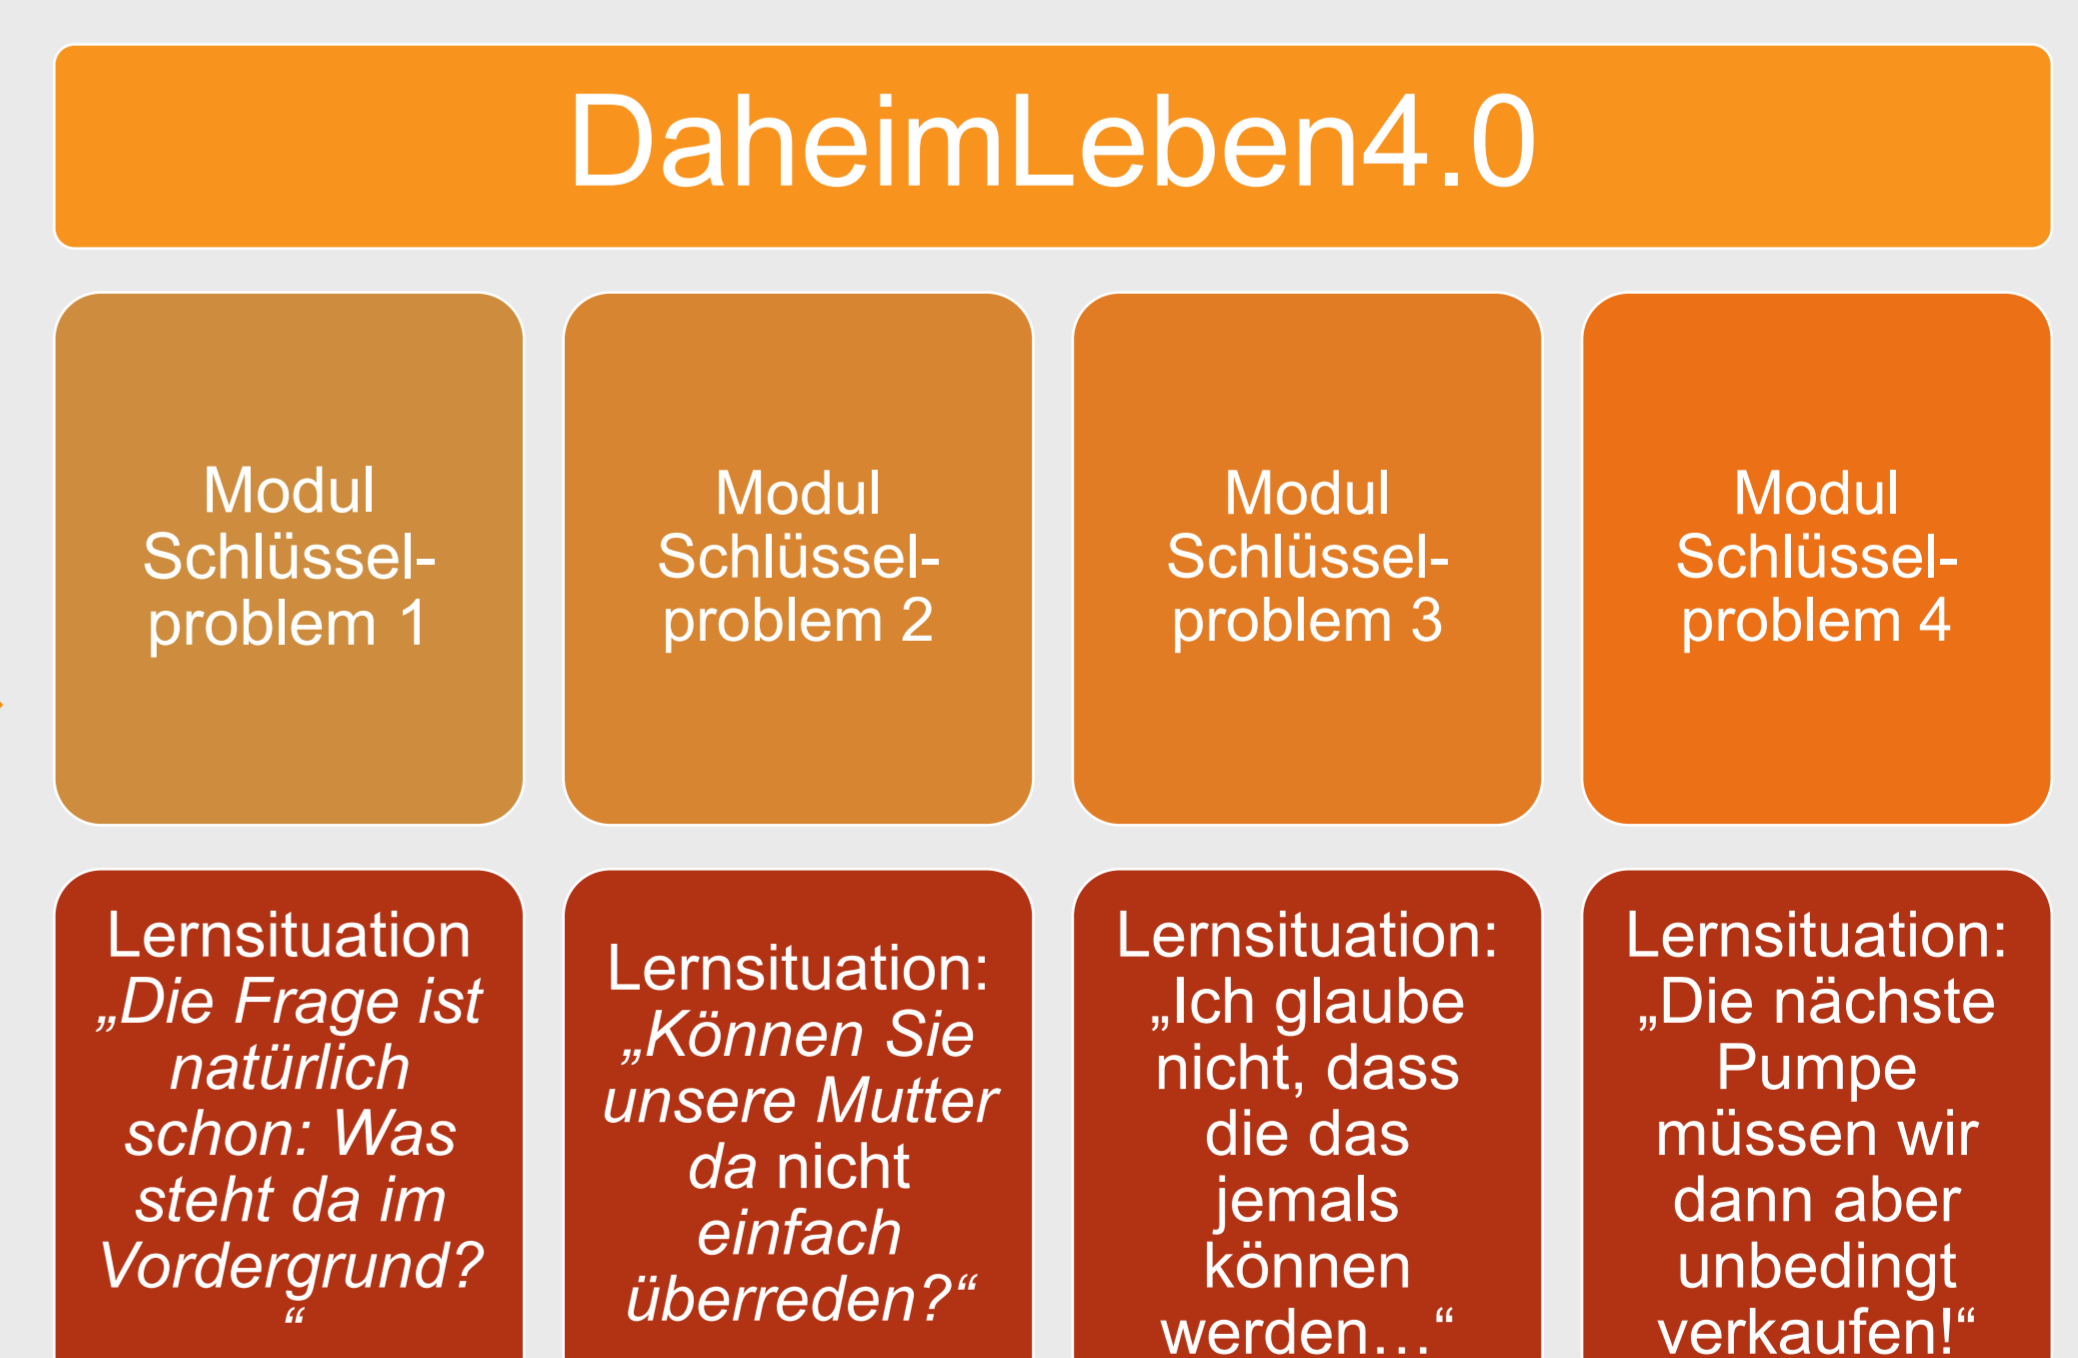 DaheimLeben4.0
Modul
Schlüssel-
problem 1
Modul
Schlüssel-
problem 2
Modul
Schlüssel-
problem 3
Modul
Schlüssel-
problem 4
Lernsituation
„Die Frage ist
natürlich
schon: Was
steht da im
Vordergrund?
“
Lernsituation:
„Können Sie
unsere Mutter
da nicht
einfach
überreden?“
Lernsituation:
„Ich glaube
nicht, dass
die das
jemals
können
werden…“
Lernsituation:
„Die nächste
Pumpe
müssen wir
dann aber
unbedingt
verkaufen!“